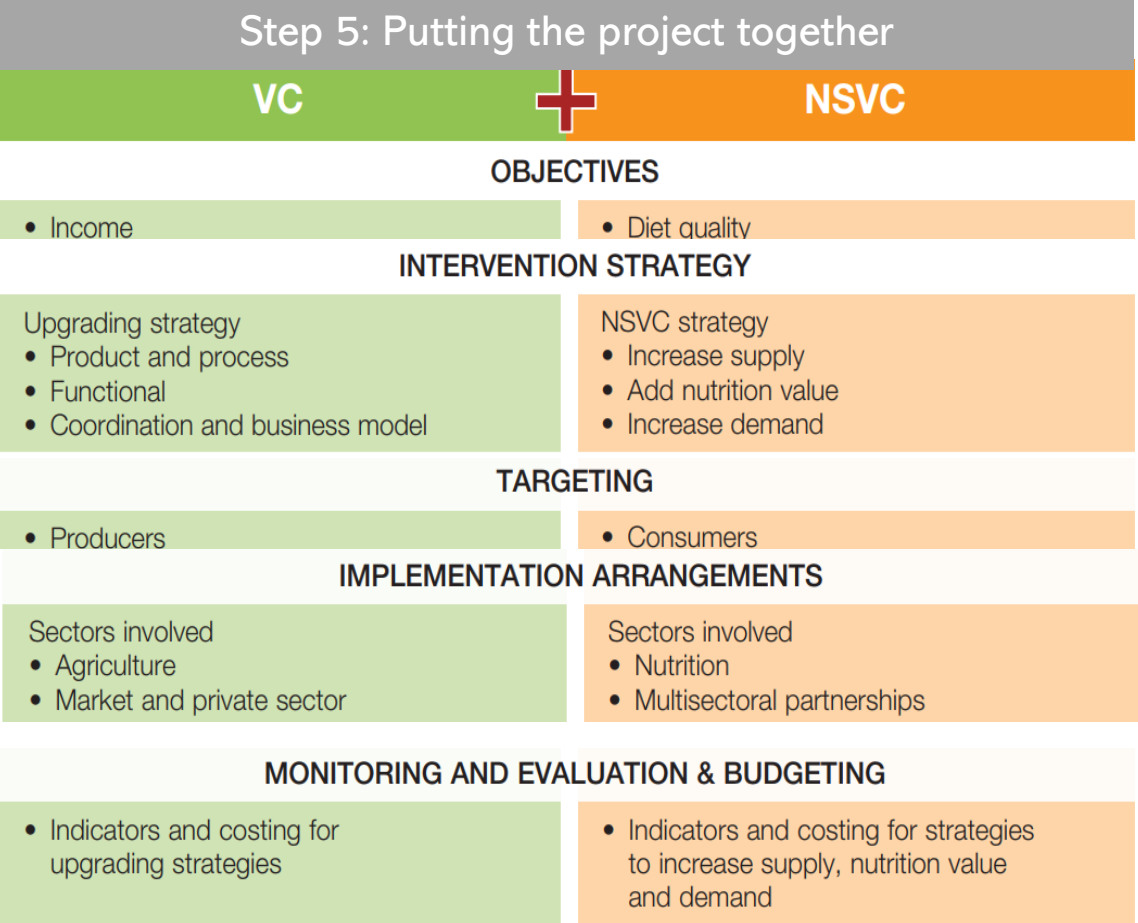 Step 5: Putting the project together
VC
NSVC
OBJECTIVES
• Income
• Diet quality
INTERVENTION STRATEGY
Upgrading strategy
• Product and process
• Functional
• Coordination and business model
NSVC strategy
• Increase supply
• Add nutrition value
• Increase demand
TARGETING
• Producers
• Consumers
IMPLEMENTATION ARRANGEMENTS
Sectors involved
• Agriculture
• Market and private sector
Sectors involved
• Nutrition
• Multisectoral partnerships
MONITORING AND EVALUATION & BUDGETING
• Indicators and costing for
upgrading strategies
• Indicators and costing for strategies
to increase supply, nutrition value
and demand